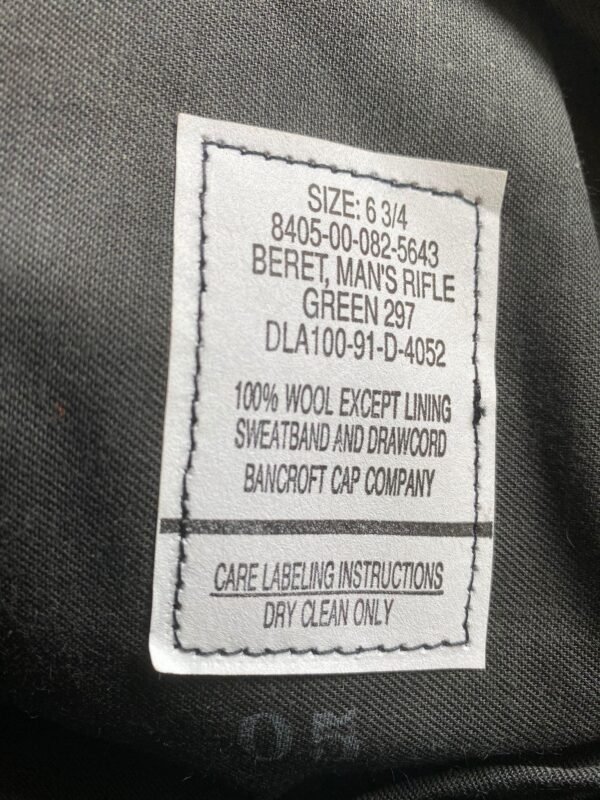 SIZE: 6 3/4
8405-00-082-5643
BERET, MAN'S RIFLE
GREEN 297
DLA100-91-D-4052
100% WOOL EXCEPT LINING
SWEATBAND AND DRAWCORD
BANCROFT CAP COMPANY
CARE LABELING INSTRUCTIONS
DRY CLEAN ONLY
95